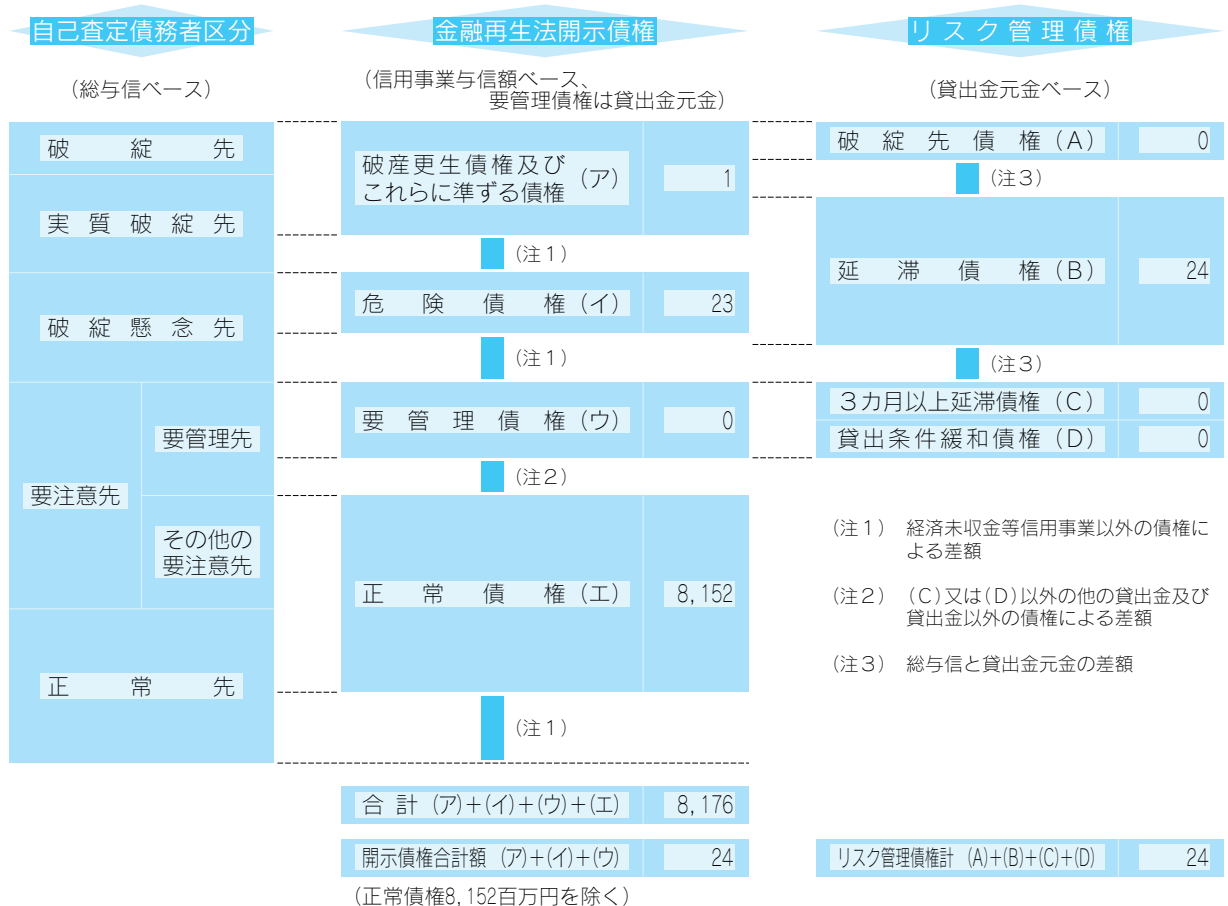 自己査定債務者区分
(総与信ベース)
破綻先
実質破綻先
破綻懸念先
要注意先
要管理先
その他の
要注意先
正常先
金融再生法開示債権
(信用事業与信額ベース、
要管理債権は貸出金元金)
破産更生債権及び
これらに準ずる債権 (ア) 1
(注1)
危険債権(イ) 23
(注1)
要管理債権(ウ) 0
(注2)
正常債権(エ) 8,152
(注1)
合計 (ア)+(イ)+(ウ)+(エ) 8,176
開示債権合計額 (ア)+(イ)+(ウ) 24
(正常債権8,152百万円を除く)
リスク管理債権
(貸出金元金ベース)
破綻先債権(A) 0
(注3)
延滞債権(B) 24
(注3)
3カ月以上延滞債権(C) 0
貸出条件緩和債権(D) 0
(注1) 経済未収金等信用事業以外の債権に
よる差額
(注2) (C)又は(D)以外の他の貸出金及び
貸出金以外の債権による差額
(注3) 総与信と貸出金元金の差額
リスク管理債権計 (A)+(B)+(C)+(D) 24